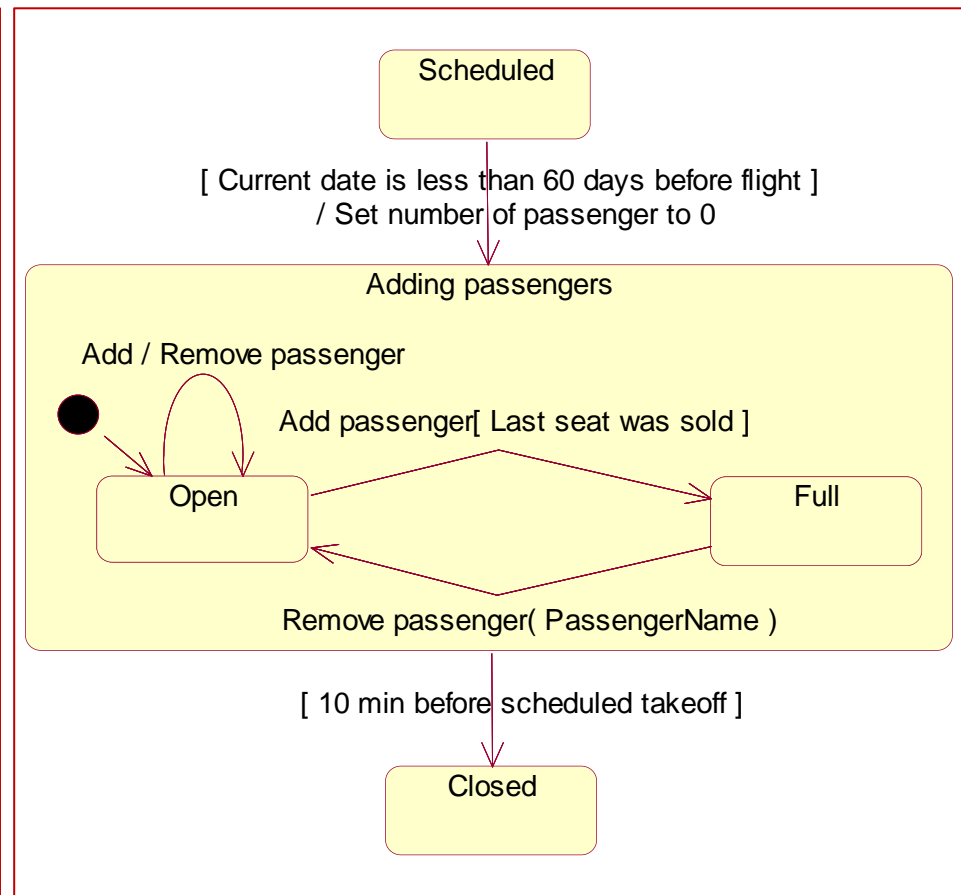 Scheduled
[ Current date is less than 60 days before flight ]
/ Set number of passenger to 0
Adding passengers
Add / Remove passenger
Add passenger[ Last seat was sold ]
Open
Full
Remove passenger( PassengerName )
[ 10 min before scheduled takeoff ]
Closed